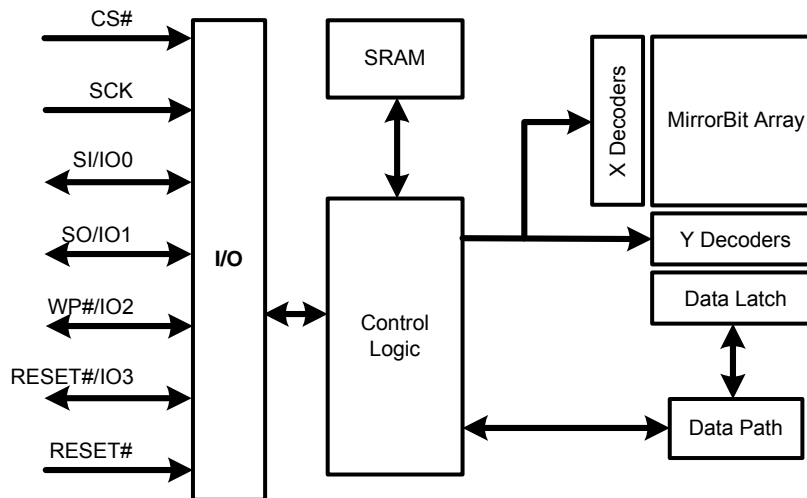 CS#
SCK
SI/IO0
SO/IO1
WP#/IO2
RESET#/IO3
RESET#
I/O
SRAM
Control
Logic
X Decoders
MirrorBit Array
Y Decoders
Data Latch
Data Path